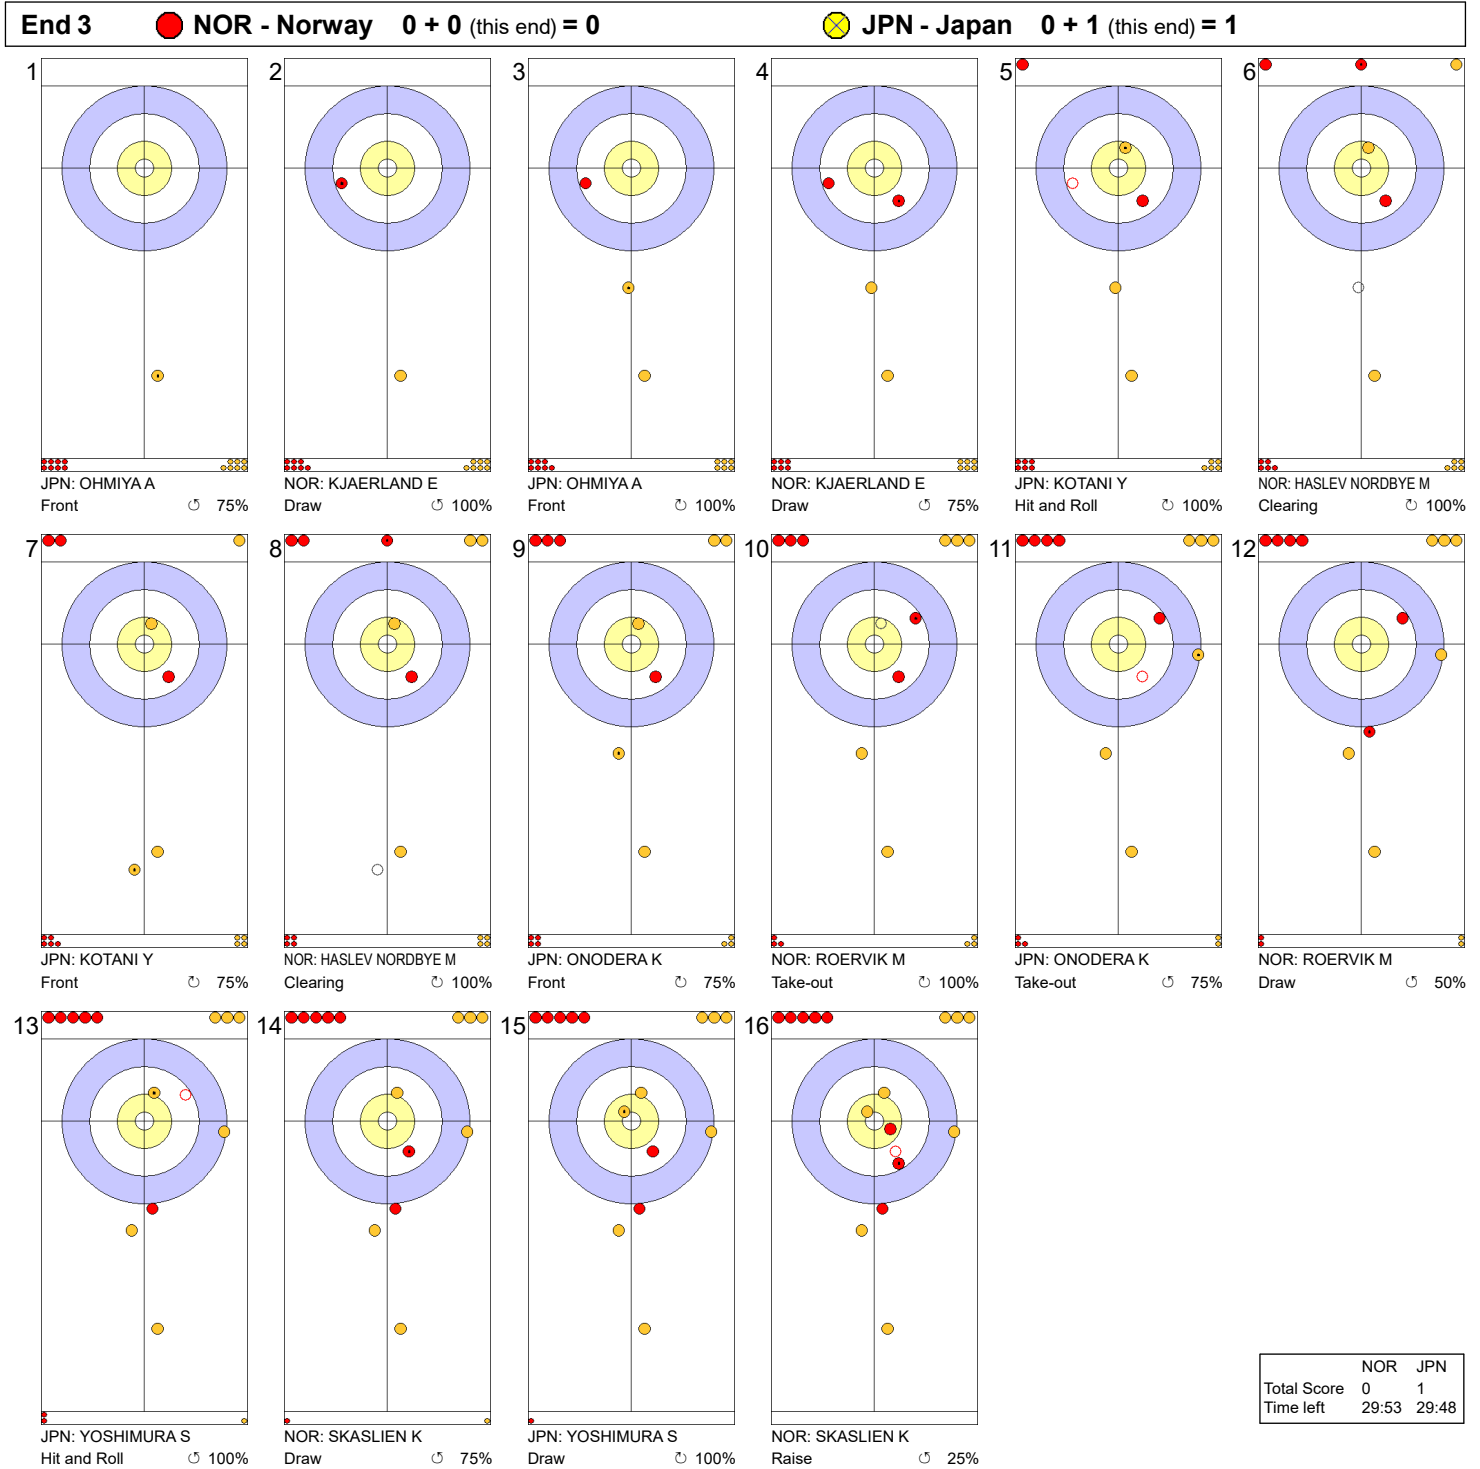 End 3 NOR - Norway 0 + 0 (this end) = 0 JPN - Japan 0 + 1 (this end) = 1
1
JPN: OHMIYA A
Front ↺ 75%
2
NOR: KJAERLAND E
Draw ↺ 100%
3
JPN: OHMIYA A
Front ↻ 100%
4
NOR: KJAERLAND E
Draw ↺ 75%
5
JPN: KOTANI Y
Hit and Roll ↺ 100%
6
NOR: HASLEV NORDBYE M
Clearing ↻ 100%
7
JPN: KOTANI Y
Front ↻ 75%
8
NOR: HASLEV NORDBYE M
Clearing ↻ 100%
9
JPN: ONODERA K
Front ↻ 75%
10
NOR: ROERVIK M
Take-out ↻ 100%
11
JPN: ONODERA K
Take-out ↺ 75%
12
NOR: ROERVIK M
Draw ↺ 50%
13
JPN: YOSHIMURA S
Hit and Roll ↺ 100%
14
NOR: SKASLIEN K
Draw ↺ 75%
15
JPN: YOSHIMURA S
Draw ↻ 100%
16
NOR: SKASLIEN K
Raise ↺ 25%
NOR JPN
Total Score 0 1
Time left 29:53 29:48